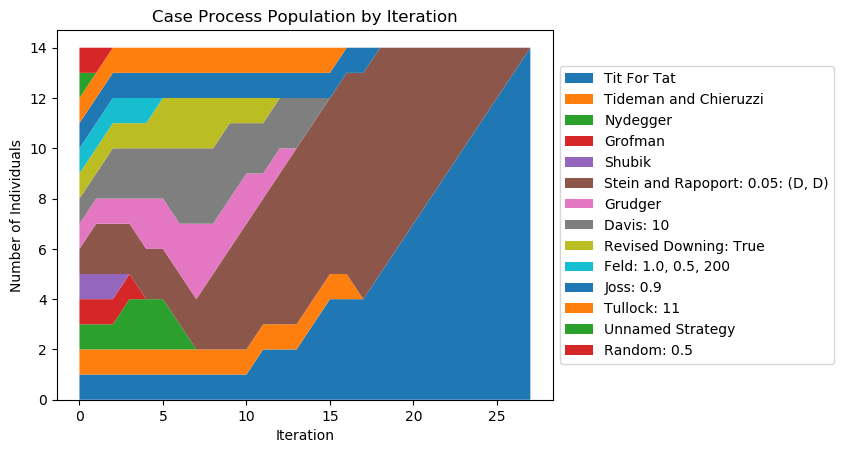 Case Process Population by Iteration
Number of Individuals
14
12
10
8
6
4
2
0
0 5 10 15 20 25
Iteration
Tit For Tat
Tideman and Chieruzzi
Nydegger
Grofman
Shubik
Stein and Rapoport: 0.05: (D, D)
Grudger
Davis: 10
Revised Downing: True
Feld: 1.0, 0.5, 200
Joss: 0.9
Tullock: 11
Unnamed Strategy
Random: 0.5